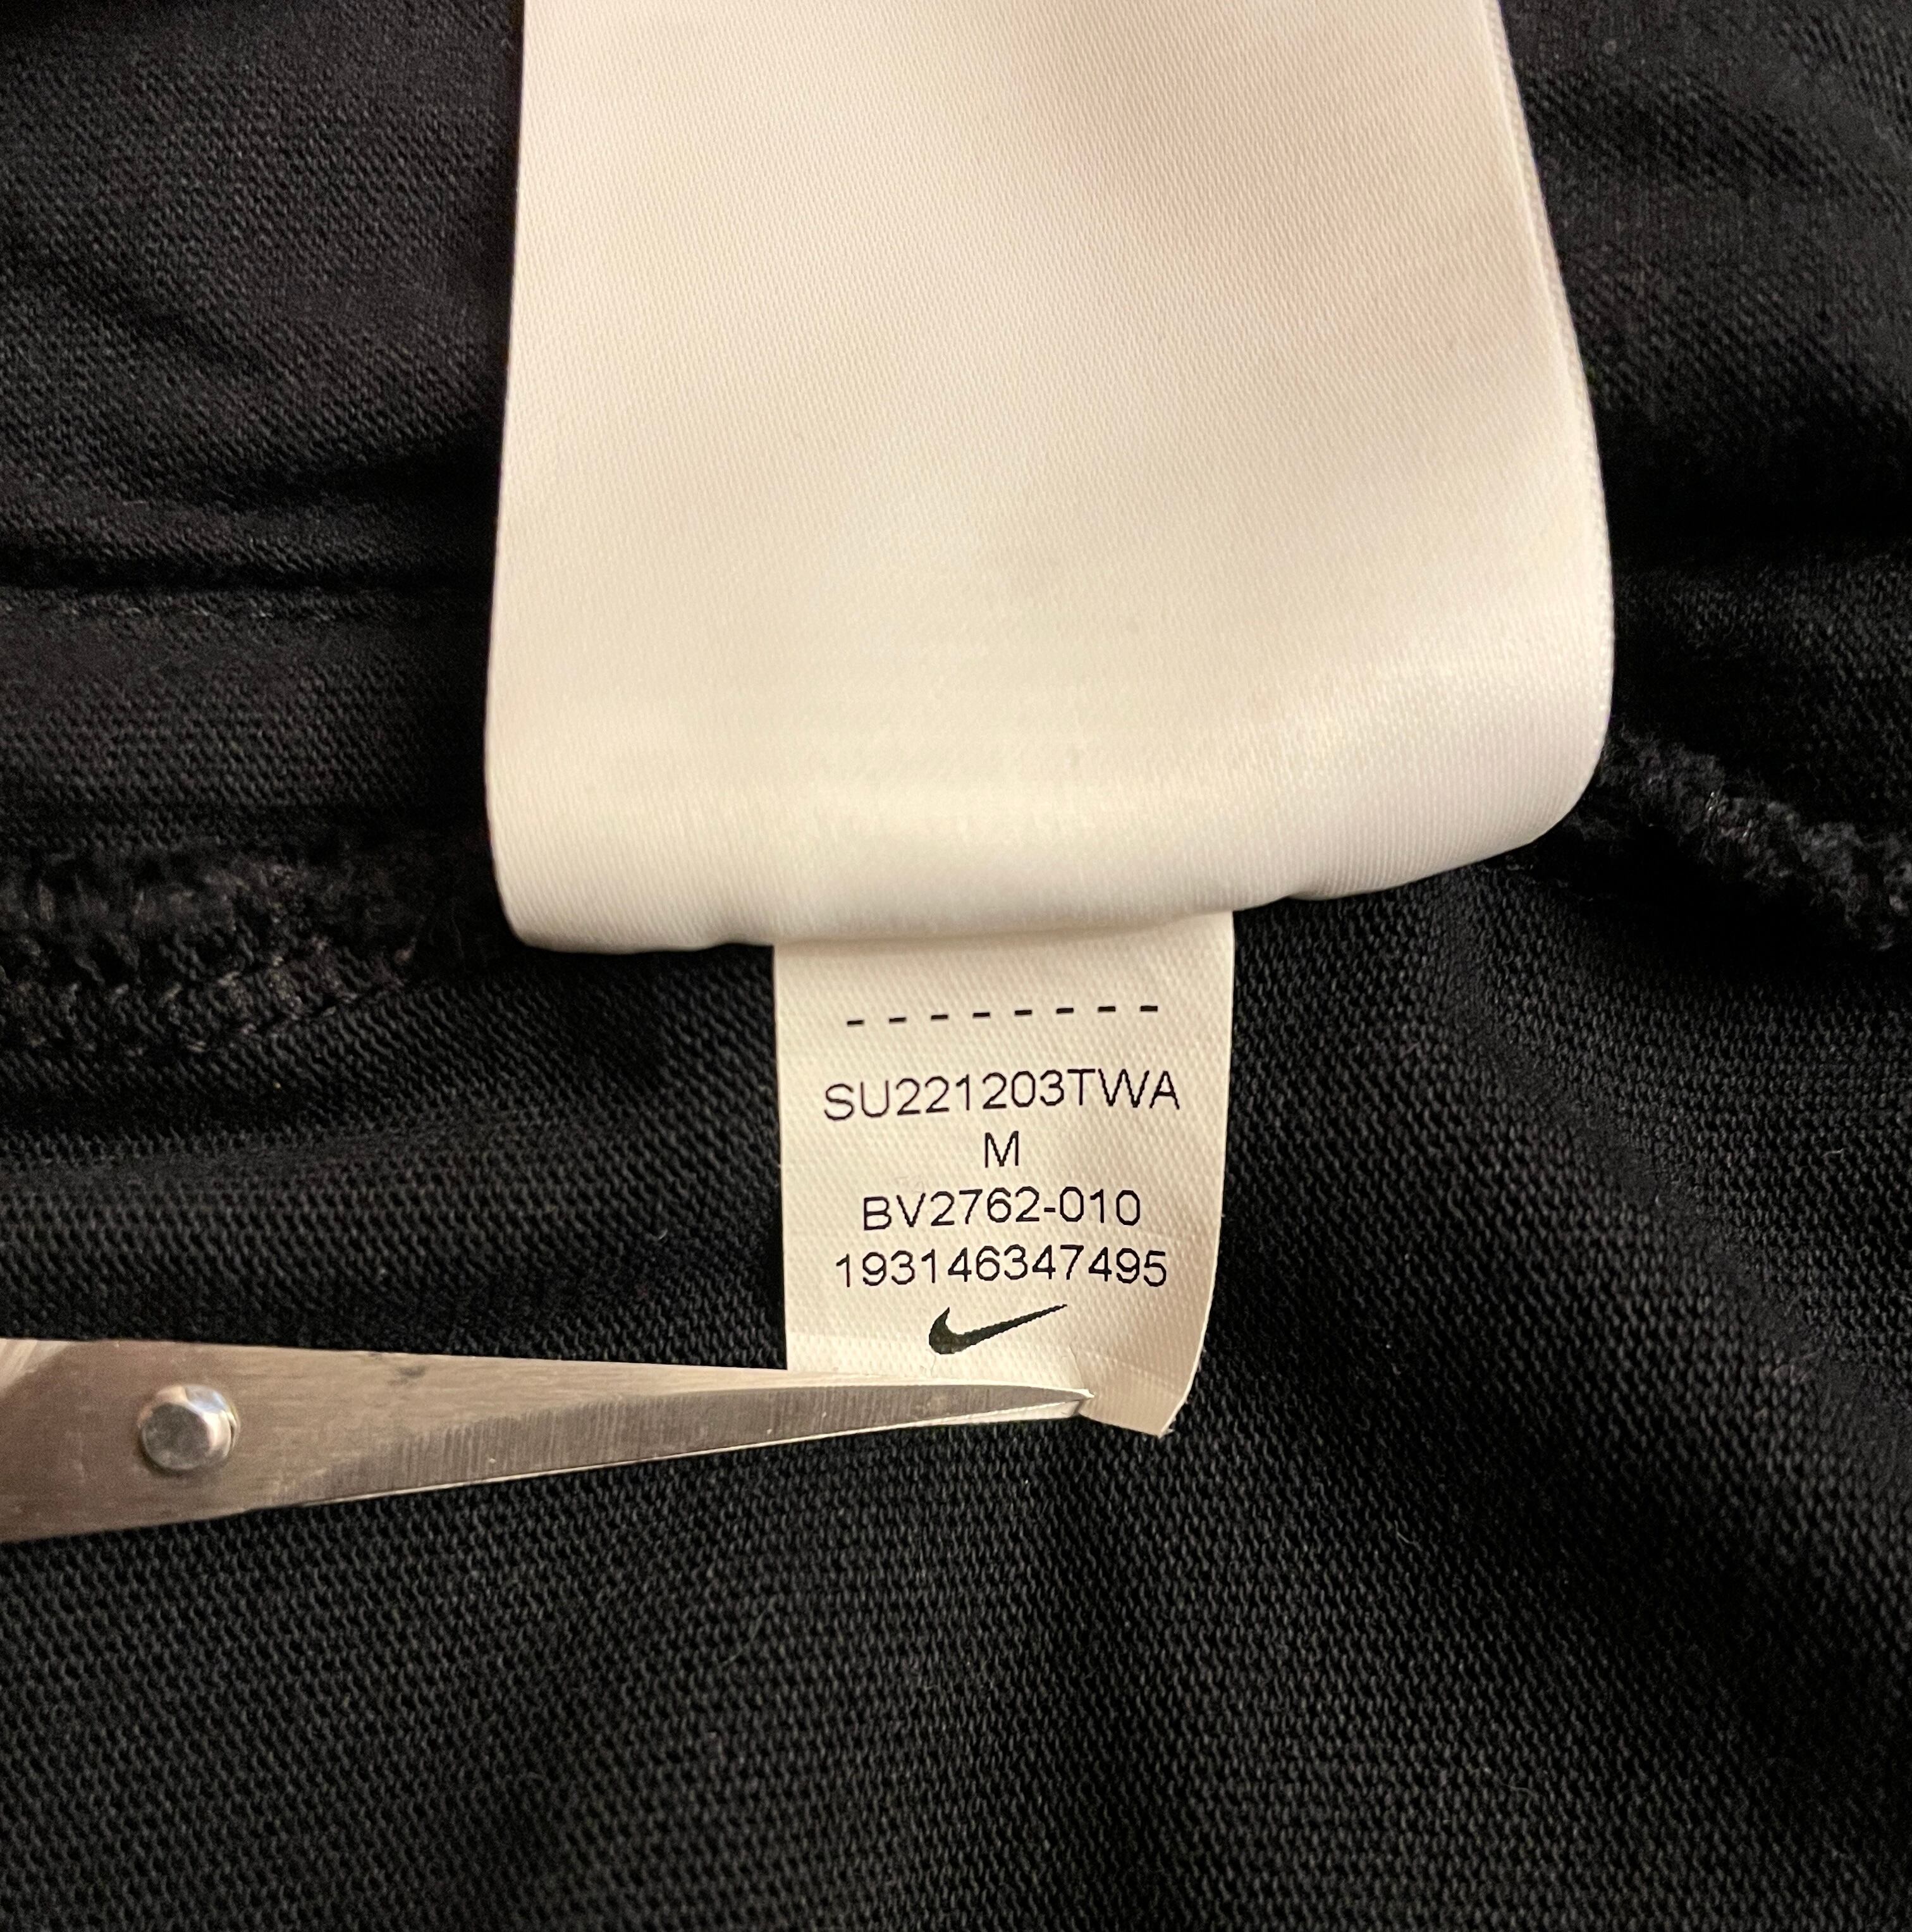 --------
SU221203TWA
M
BV2762-010
193146347495